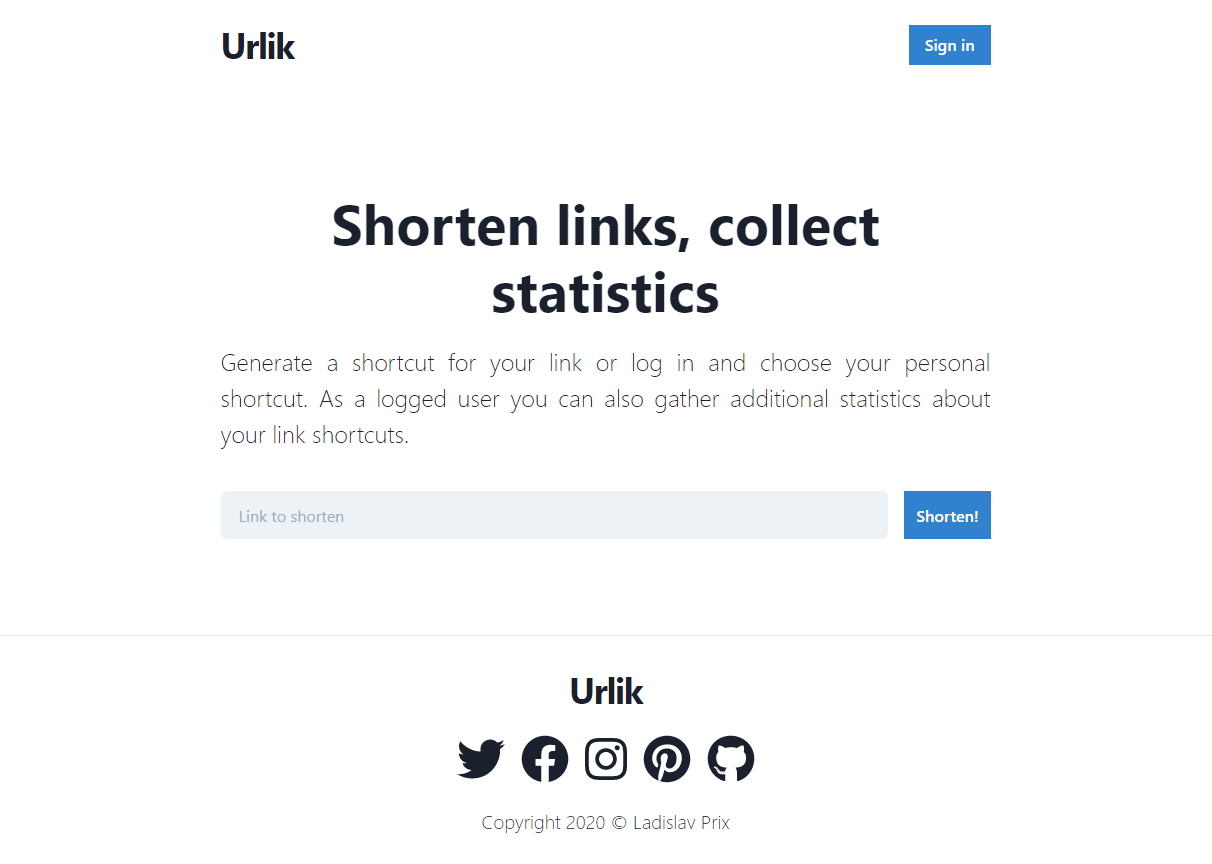 Urlik
Sign in
Shorten links, collect
statistics
Generate a shortcut for your link or log in and choose your personal
shortcut. As a logged user you can also gather additional statistics about
your link shortcuts.
Link to shorten
Shorten!
Urlik
Copyright 2020 © Ladislav Prix